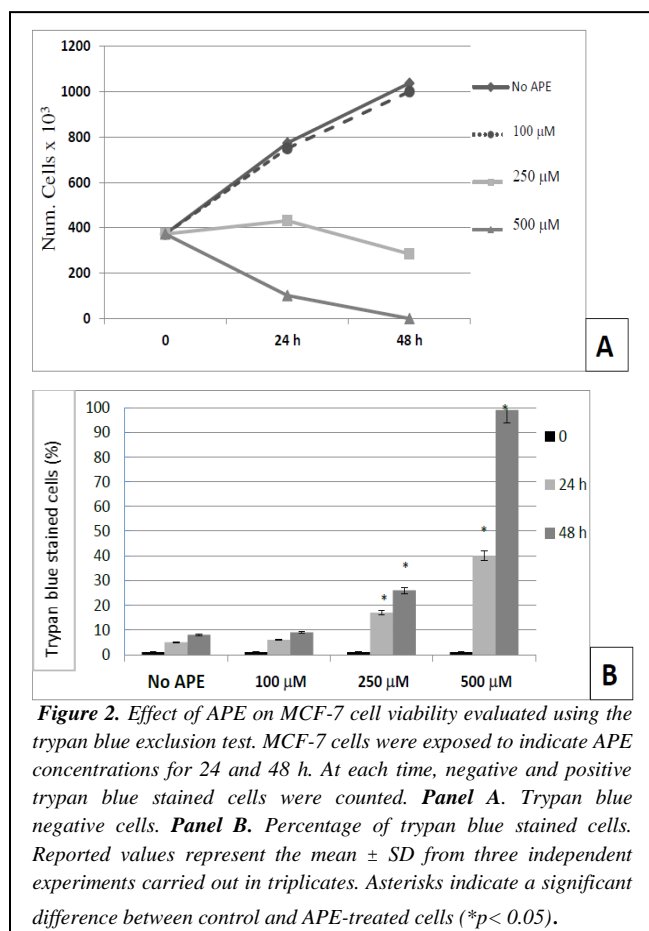 1200
1000
800
600
400
200
0
Num. Cells x 10³
0 24 h 48 h
No APE
100 µM
250 µM
500 µM
A
Trypan blue stained cells (%)
100
90
80
70
60
50
40
30
20
10
0
* * * *
No APE 100 µM 250 µM 500 µM
0
24 h
48 h
B
Figure 2. Effect of APE on MCF-7 cell viability evaluated using the
trypan blue exclusion test. MCF-7 cells were exposed to indicate APE
concentrations for 24 and 48 h. At each time, negative and positive
trypan blue stained cells were counted. Panel A. Trypan blue
negative cells. Panel B. Percentage of trypan blue stained cells.
Reported values represent the mean ± SD from three independent
experiments carried out in triplicates. Asterisks indicate a significant
difference between control and APE-treated cells (*p< 0.05).